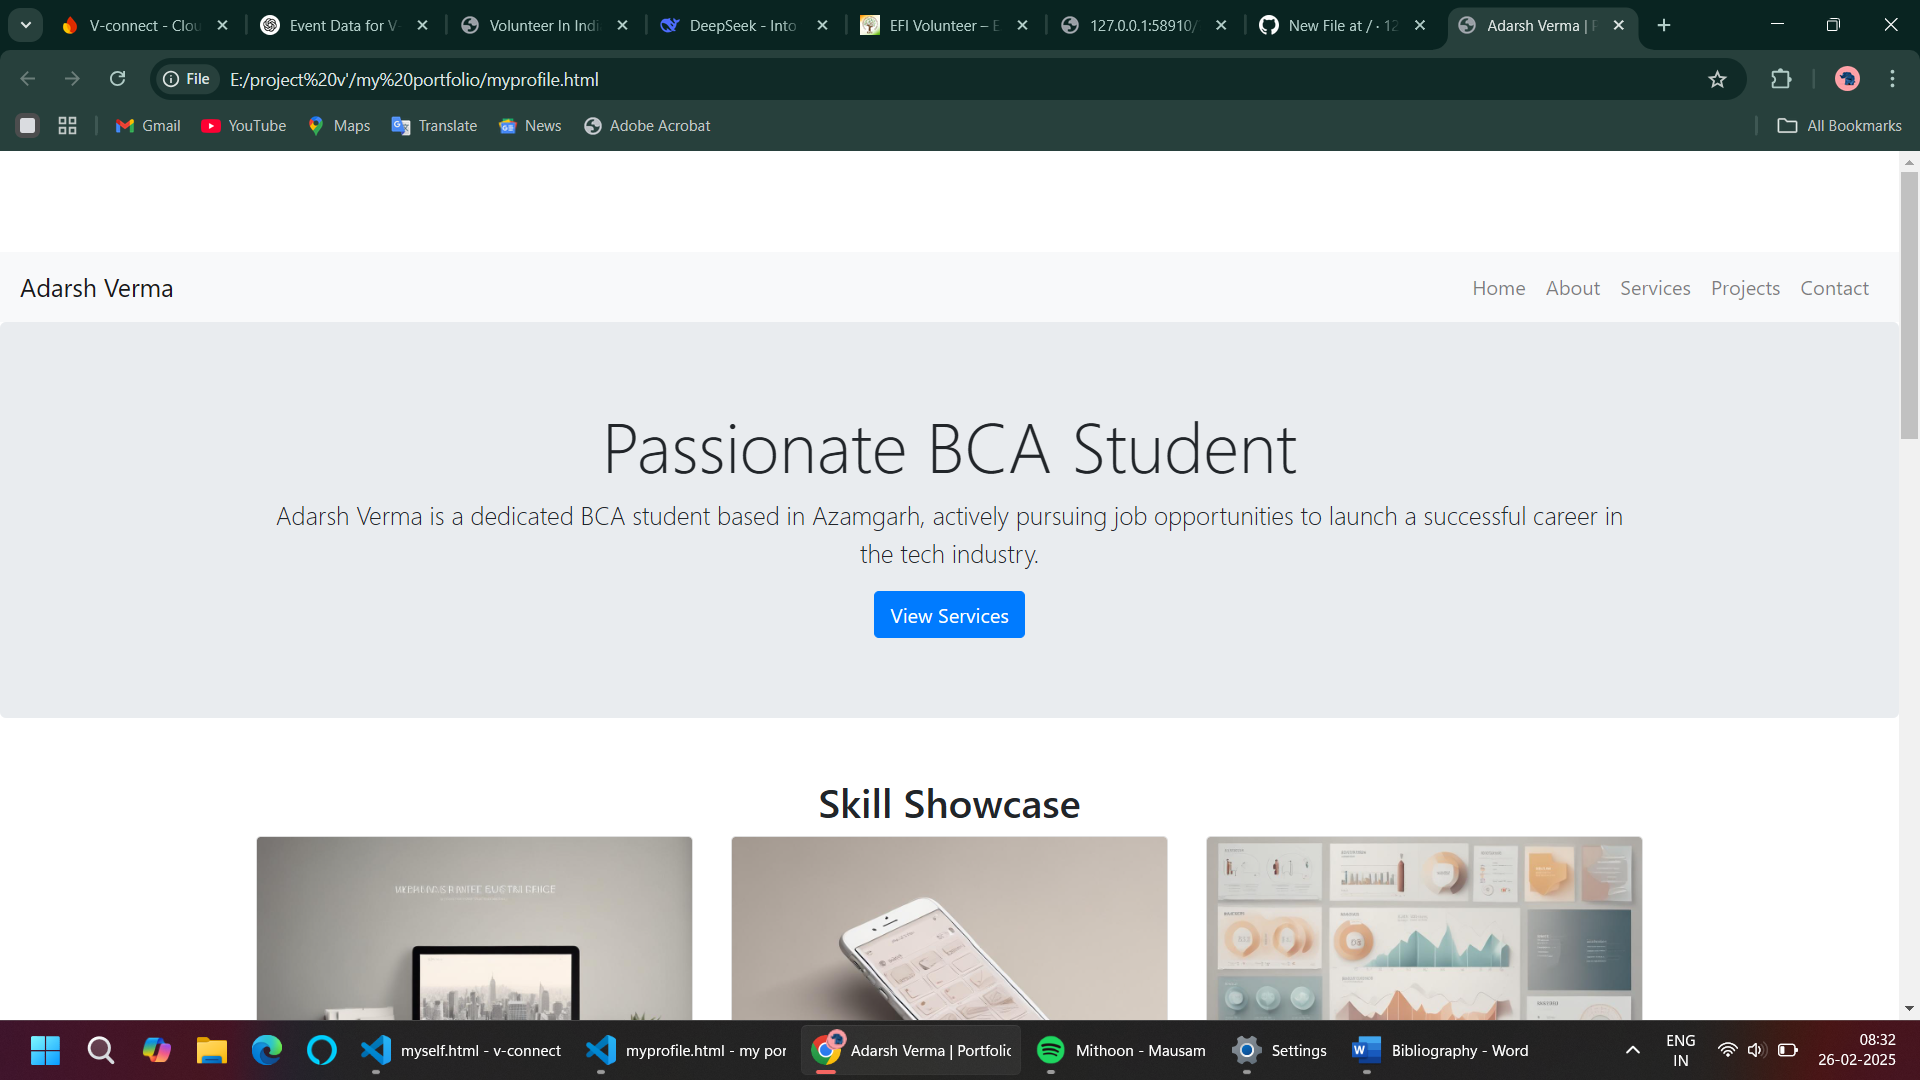 V-connect - Clou
Event Data for V-
Volunteer In Indi
DeepSeek - Into
EFI Volunteer – E
127.0.0.1:58910/
New File at / · 12
Adarsh Verma | P
File
E:/project%20v'/my%20portfolio/myprofile.html
Gmail
YouTube
Maps
Translate
News
Adobe Acrobat
All Bookmarks
Adarsh Verma
Home
About
Services
Projects
Contact
Passionate BCA Student
Adarsh Verma is a dedicated BCA student based in Azamgarh, actively pursuing job opportunities to launch a successful career in
the tech industry.
View Services
Skill Showcase
myself.html - v-connect
myprofile.html - my por
Adarsh Verma | Portfolio
Mithoon - Mausam
Settings
Bibliography - Word
ENG
IN
08:32
26-02-2025